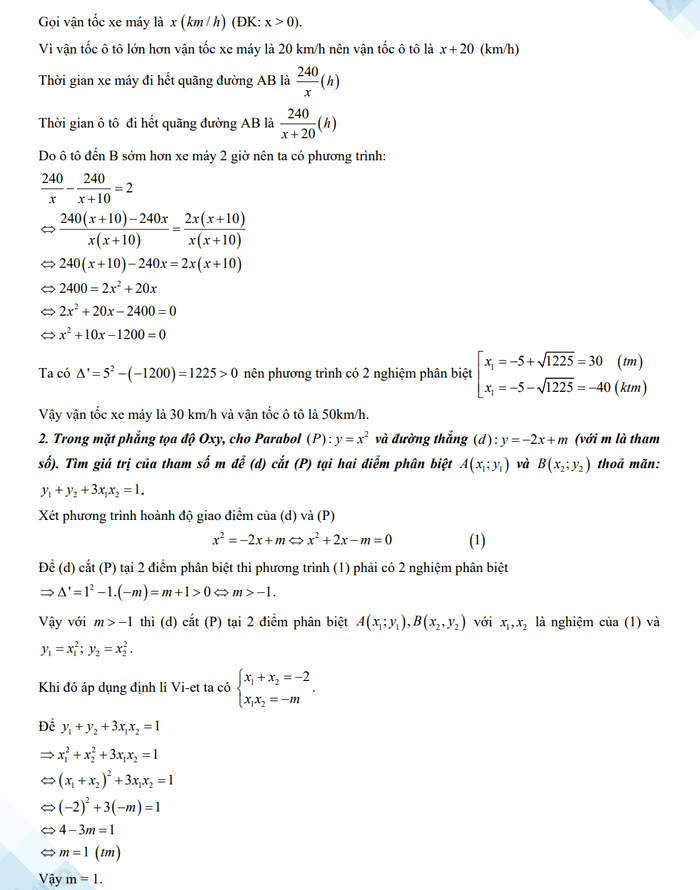 Gọi vận tốc xe máy là x (km / h) (ĐK: x > 0).
Vì vận tốc ô tô lớn hơn vận tốc xe máy là 20 km/h nên vận tốc ô tô là x + 20 (km/h)
Thời gian xe máy đi hết quãng đường AB là 240/x (h)
Thời gian ô tô đi hết quãng đường AB là 240/(x + 20) (h)
Do ô tô đến B sớm hơn xe máy 2 giờ nên ta có phương trình:
240/x − 240/(x + 10) = 2
⇔ (240(x + 10) − 240x)/(x(x + 10)) = 2x(x + 10)/(x(x + 10))
⇔ 240(x + 10) − 240x = 2x(x + 10)
⇔ 2400 = 2x² + 20x
⇔ 2x² + 20x − 2400 = 0
⇔ x² + 10x − 1200 = 0
Ta có Δ' = 5² − (−1200) = 1225 > 0 nên phương trình có 2 nghiệm phân biệt [x₁ = −5 + √1225 = 30 (tm)
x₁ = −5 − √1225 = −40 (ktm)
Vậy vận tốc xe máy là 30 km/h và vận tốc ô tô là 50km/h.
2. Trong mặt phẳng tọa độ Oxy, cho Parabol (P): y = x² và đường thẳng (d): y = −2x + m (với m là tham
số). Tìm giá trị của tham số m để (d) cắt (P) tại hai điểm phân biệt A(x₁; y₁) và B(x₂; y₂) thoả mãn:
y₁ + y₂ + 3x₁x₂ = 1.
Xét phương trình hoành độ giao điểm của (d) và (P)
x² = −2x + m ⇔ x² + 2x − m = 0 (1)
Để (d) cắt (P) tại 2 điểm phân biệt thì phương trình (1) phải có 2 nghiệm phân biệt
⇒ Δ' = 1² − 1.(−m) = m + 1 > 0 ⇔ m > −1.
Vậy với m > −1 thì (d) cắt (P) tại 2 điểm phân biệt A(x₁; y₁), B(x₂, y₂) với x₁, x₂ là nghiệm của (1) và
y₁ = x₁²; y₂ = x₂².
Khi đó áp dụng định lí Vi-et ta có {x₁ + x₂ = −2
x₁x₂ = −m.
Để y₁ + y₂ + 3x₁x₂ = 1
⇒ x₁² + x₂² + 3x₁x₂ = 1
⇔ (x₁ + x₂)² + 3x₁x₂ = 1
⇔ (−2)² + 3(−m) = 1
⇔ 4 − 3m = 1
⇔ m = 1 (tm)
Vậy m = 1.